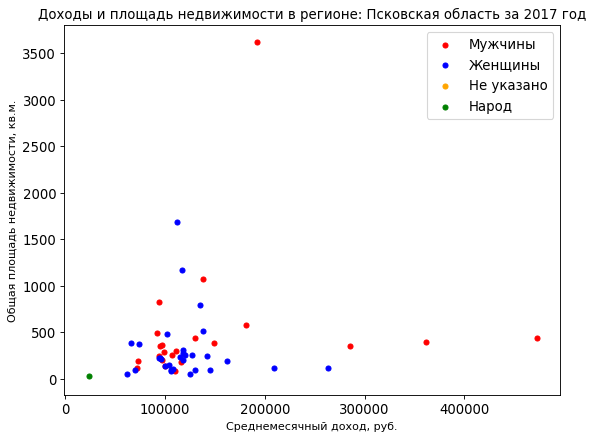 Доходы и площадь недвижимости в регионе: Псковская область за 2017 год
Общая площадь недвижимости, кв.м.
3500
3000
2500
2000
1500
1000
500
0
Мужчины
Женщины
Не указано
Народ
0 100000 200000 300000 400000
Среднемесячный доход, руб.